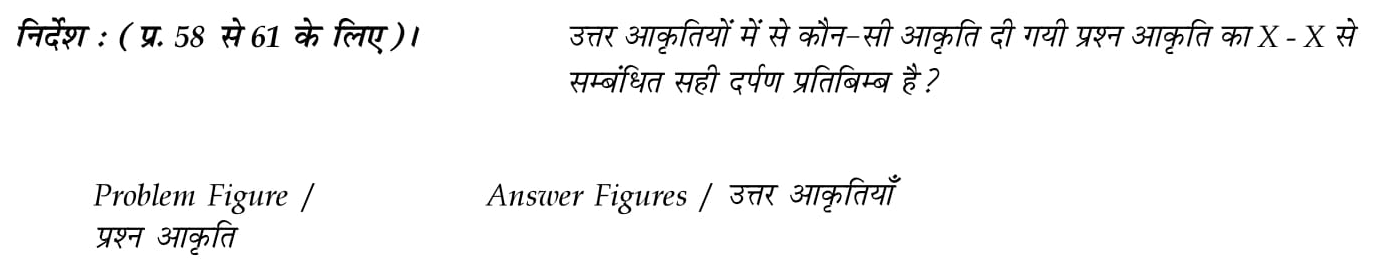 निर्देश : ( प्र. 58 से 61 के लिए )।
उत्तर आकृतियों में से कौन-सी आकृति दी गयी प्रश्न आकृति का X - X से
सम्बंधित सही दर्पण प्रतिबिम्ब है ?
Problem Figure /
प्रश्न आकृति
Answer Figures / उत्तर आकृतियाँ